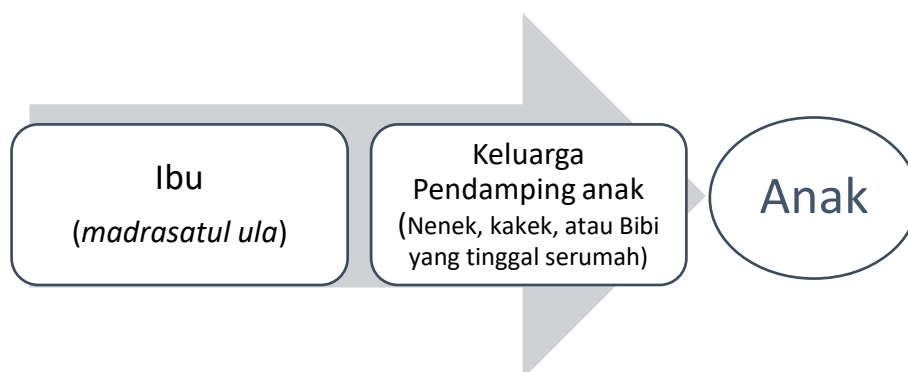 Ibu
(madrasatul ula)
Keluarga
Pendamping anak
(Nenek, kakek, atau Bibi
yang tinggal serumah)
Anak